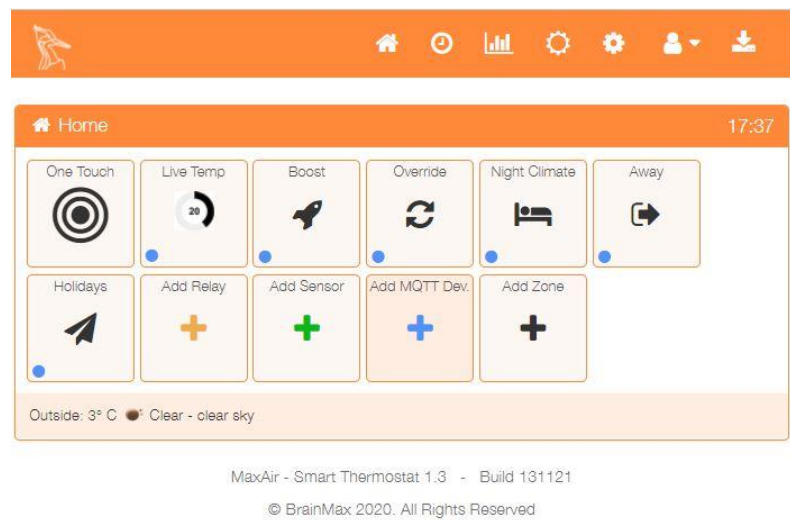 Home 17:37
One Touch Live Temp Boost Override Night Climate Away
20
Holidays Add Relay Add Sensor Add MQTT Dev. Add Zone
Outside: 3° C Clear - clear sky
MaxAir - Smart Thermostat 1.3 - Build 131121
© BrainMax 2020. All Rights Reserved